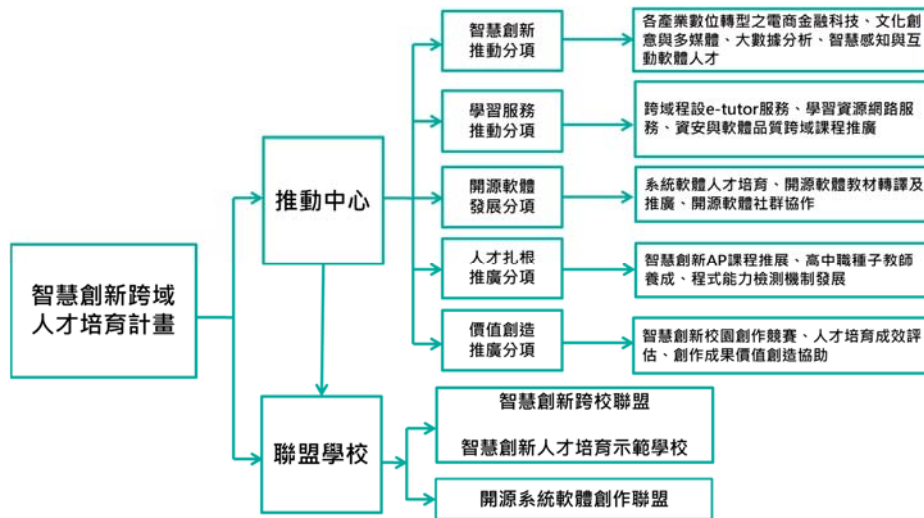 智慧創新跨域
人才培育計畫
推動中心
聯盟學校
智慧創新
推動分項
各產業數位轉型之電商金融科技、文化創
意與多媒體、大數據分析、智慧感知與互
動軟體人才
學習服務
推動分項
跨域程設e-tutor服務、學習資源網路服
務、資安與軟體品質跨域課程推廣
開源軟體
發展分項
系統軟體人才培育、開源軟體教材轉譯及
推廣、開源軟體社群協作
人才扎根
推廣分項
智慧創新AP課程推展、高中職種子教師
養成、程式能力檢測機制發展
價值創造
推廣分項
智慧創新校園創作競賽、人才培育成效評
估、創作成果價值創造協助
智慧創新跨校聯盟
智慧創新人才培育示範學校
開源系統軟體創作聯盟